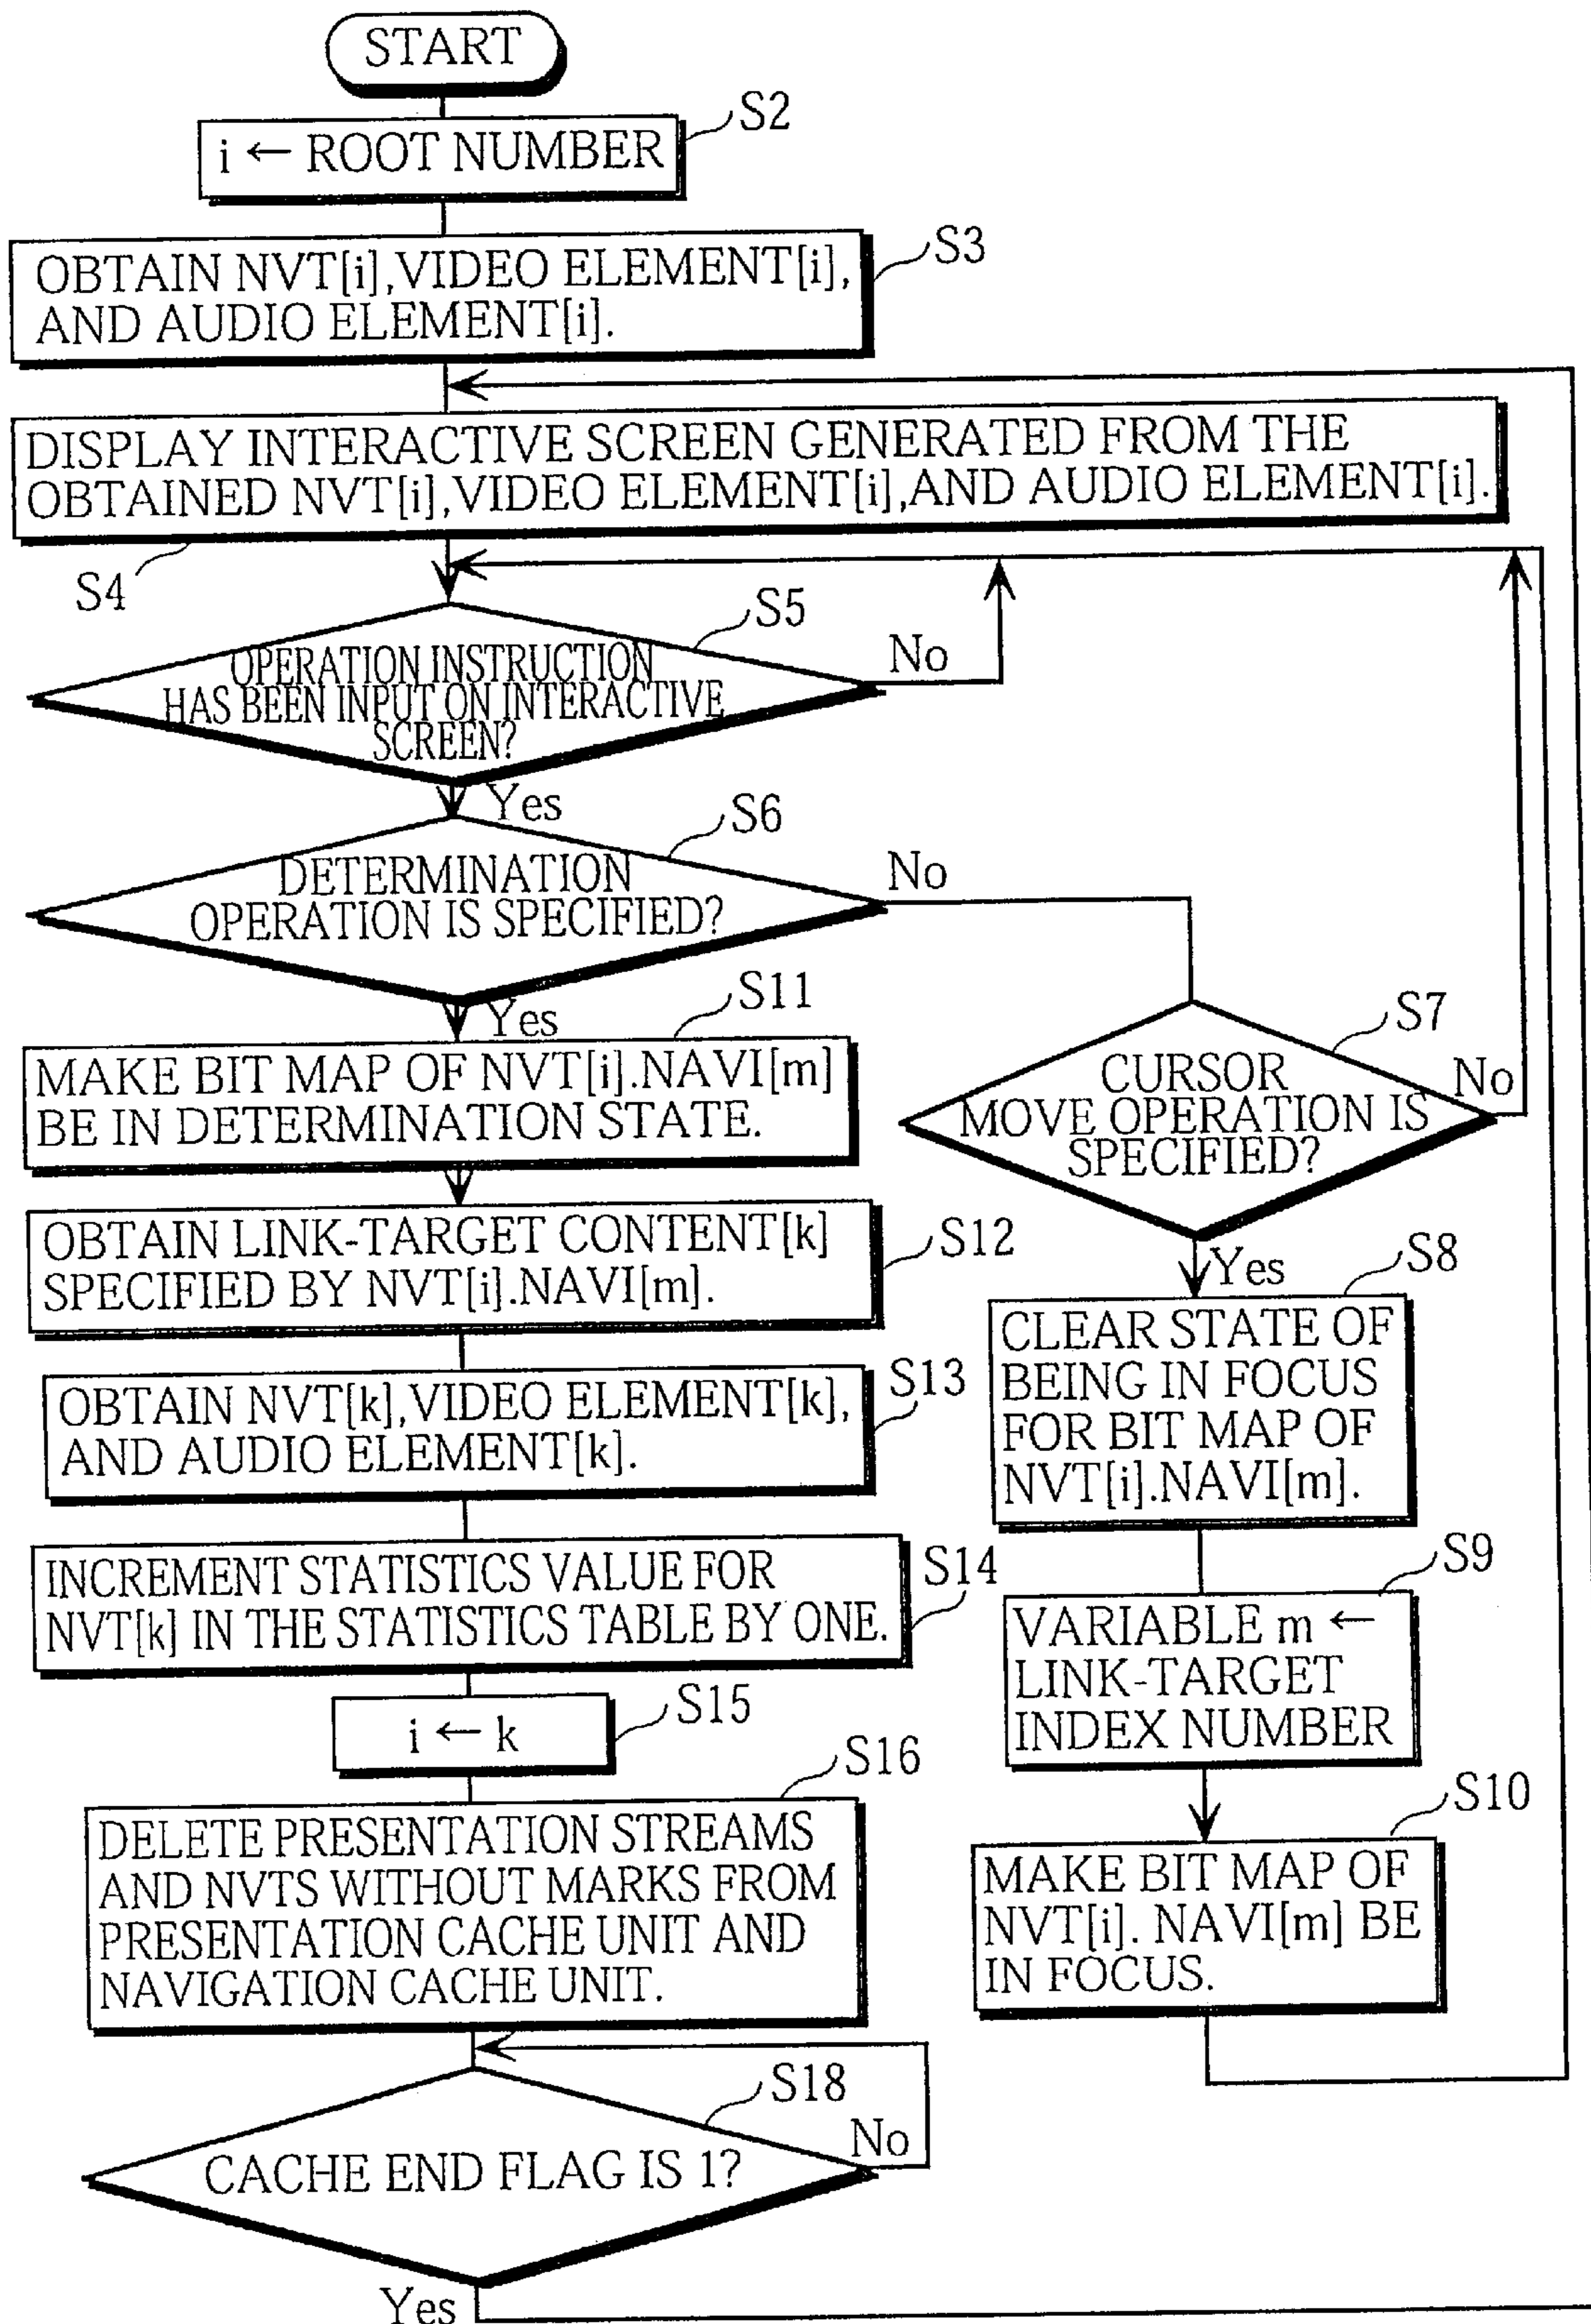 START
S2
i ← ROOT NUMBER
S3
OBTAIN NVT[i],VIDEO ELEMENT[i],
AND AUDIO ELEMENT[i].
DISPLAY INTERACTIVE SCREEN GENERATED FROM THE
OBTAINED NVT[i],VIDEO ELEMENT[i],AND AUDIO ELEMENT[i].
S4
S5
OPERATION INSTRUCTION
HAS BEEN INPUT ON INTERACTIVE
SCREEN?
No
Yes
S6
DETERMINATION
OPERATION IS SPECIFIED?
No
Yes
S11
MAKE BIT MAP OF NVT[i].NAVI[m]
BE IN DETERMINATION STATE.
S12
OBTAIN LINK-TARGET CONTENT[k]
SPECIFIED BY NVT[i].NAVI[m].
S13
OBTAIN NVT[k],VIDEO ELEMENT[k],
AND AUDIO ELEMENT[k].
S14
INCREMENT STATISTICS VALUE FOR
NVT[k] IN THE STATISTICS TABLE BY ONE.
S15
i ← k
S16
DELETE PRESENTATION STREAMS
AND NVTS WITHOUT MARKS FROM
PRESENTATION CACHE UNIT AND
NAVIGATION CACHE UNIT.
S18
CACHE END FLAG IS 1?
No
Yes
S7
CURSOR
MOVE OPERATION IS
SPECIFIED?
No
Yes
S8
CLEAR STATE OF
BEING IN FOCUS
FOR BIT MAP OF
NVT[i].NAVI[m].
S9
VARIABLE m ←
LINK-TARGET
INDEX NUMBER
S10
MAKE BIT MAP OF
NVT[i]. NAVI[m] BE
IN FOCUS.